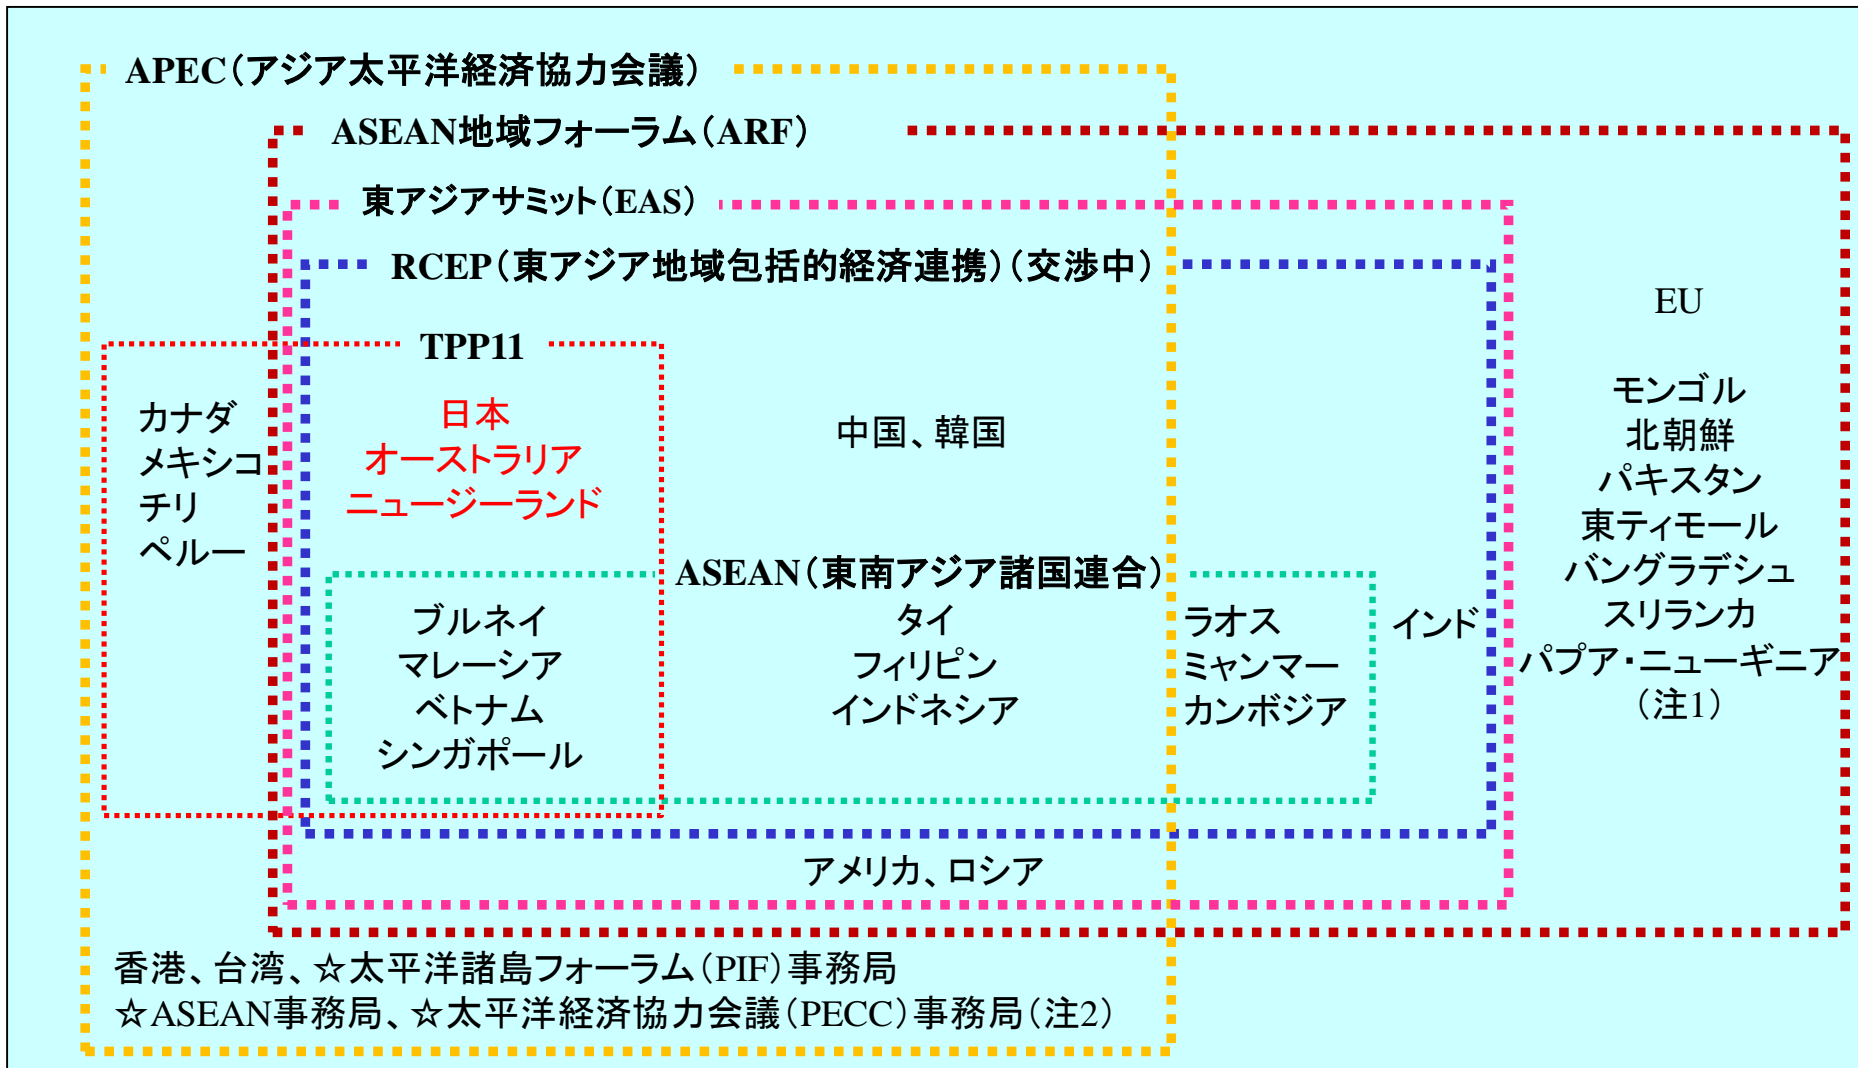 APEC(アジア太平洋経済協力会議)
ASEAN地域フォーラム(ARF)
東アジアサミット(EAS)
RCEP(東アジア地域包括的経済連携)(交渉中)
TPP11
カナダ
メキシコ
チリ
ペルー
日本
オーストラリア
ニュージーランド
中国、韓国
ASEAN(東南アジア諸国連合)
ブルネイ
マレーシア
ベトナム
シンガポール
タイ
フィリピン
インドネシア
ラオス
ミャンマー
カンボジア
インド
EU
モンゴル
北朝鮮
パキスタン
東ティモール
バングラデシュ
スリランカ
パプア・ニューギニア
(注1)
アメリカ、ロシア
香港、台湾、☆太平洋諸島フォーラム(PIF)事務局
☆ASEAN事務局、☆太平洋経済協力会議(PECC)事務局(注2)